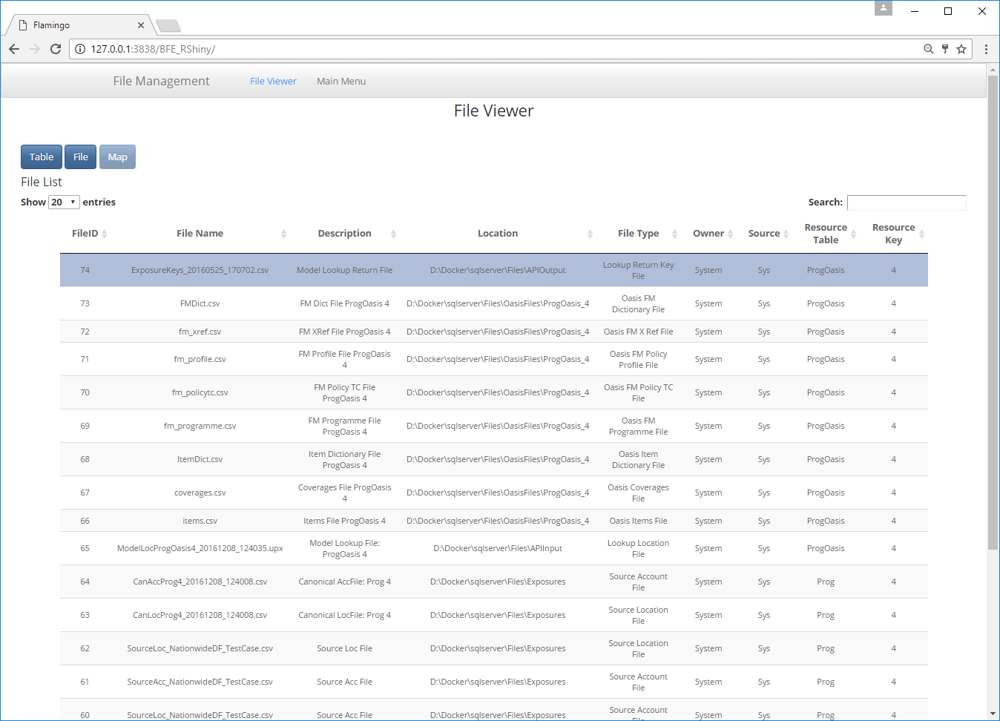 Flamingo
127.0.0.1:3838/BFE_RShiny/
File Management File Viewer Main Menu
File Viewer
Table File Map
File List
Show 20 entries Search:
FileID File Name Description Location File Type Owner Source Resource Table Resource Key
74 ExposureKeys_20160525_170702.csv Model Lookup Return File D:\Docker\sqlserver\Files\APIOutput Lookup Return Key File System Sys ProgOasis 4
73 FMDict.csv FM Dict File ProgOasis 4 D:\Docker\sqlserver\Files\OasisFiles\ProgOasis_4 Oasis FM Dictionary File System Sys ProgOasis 4
72 fm_xref.csv FM XRef File ProgOasis 4 D:\Docker\sqlserver\Files\OasisFiles\ProgOasis_4 Oasis FM X Ref File System Sys ProgOasis 4
71 fm_profile.csv FM Profile File ProgOasis 4 D:\Docker\sqlserver\Files\OasisFiles\ProgOasis_4 Oasis FM Policy Profile File System Sys ProgOasis 4
70 fm_policytc.csv FM Policy TC File ProgOasis 4 D:\Docker\sqlserver\Files\OasisFiles\ProgOasis_4 Oasis FM Policy TC File System Sys ProgOasis 4
69 fm_programme.csv FM Programme File ProgOasis 4 D:\Docker\sqlserver\Files\OasisFiles\ProgOasis_4 Oasis FM Programme File System Sys ProgOasis 4
68 ItemDict.csv Item Dictionary File ProgOasis 4 D:\Docker\sqlserver\Files\OasisFiles\ProgOasis_4 Oasis Item Dictionary File System Sys ProgOasis 4
67 coverages.csv Coverages File ProgOasis 4 D:\Docker\sqlserver\Files\OasisFiles\ProgOasis_4 Oasis Coverages File System Sys ProgOasis 4
66 items.csv Items File ProgOasis 4 D:\Docker\sqlserver\Files\OasisFiles\ProgOasis_4 Oasis Items File System Sys ProgOasis 4
65 ModelLocProgOasis4_20161208_124035.upx Model Lookup File: ProgOasis 4 D:\Docker\sqlserver\Files\APIInput Lookup Location File System Sys ProgOasis 4
64 CanAccProg4_20161208_124008.csv Canonical AccFile: Prog 4 D:\Docker\sqlserver\Files\Exposures Source Account File System Sys Prog 4
63 CanLocProg4_20161208_124008.csv Canonical LocFile: Prog 4 D:\Docker\sqlserver\Files\Exposures Source Location File System Sys Prog 4
62 SourceLoc_NationwideDF_TestCase.csv Source Loc File D:\Docker\sqlserver\Files\Exposures Source Location File System Sys Prog 4
61 SourceAcc_NationwideDF_TestCase.csv Source Acc File D:\Docker\sqlserver\Files\Exposures Source Account File System Sys Prog 4
60 SourceLoc_NationwideDF_TestCase.csv Source Acc File D:\Docker\sqlserver\Files\Exposures Source Account File System Sys Prog 4